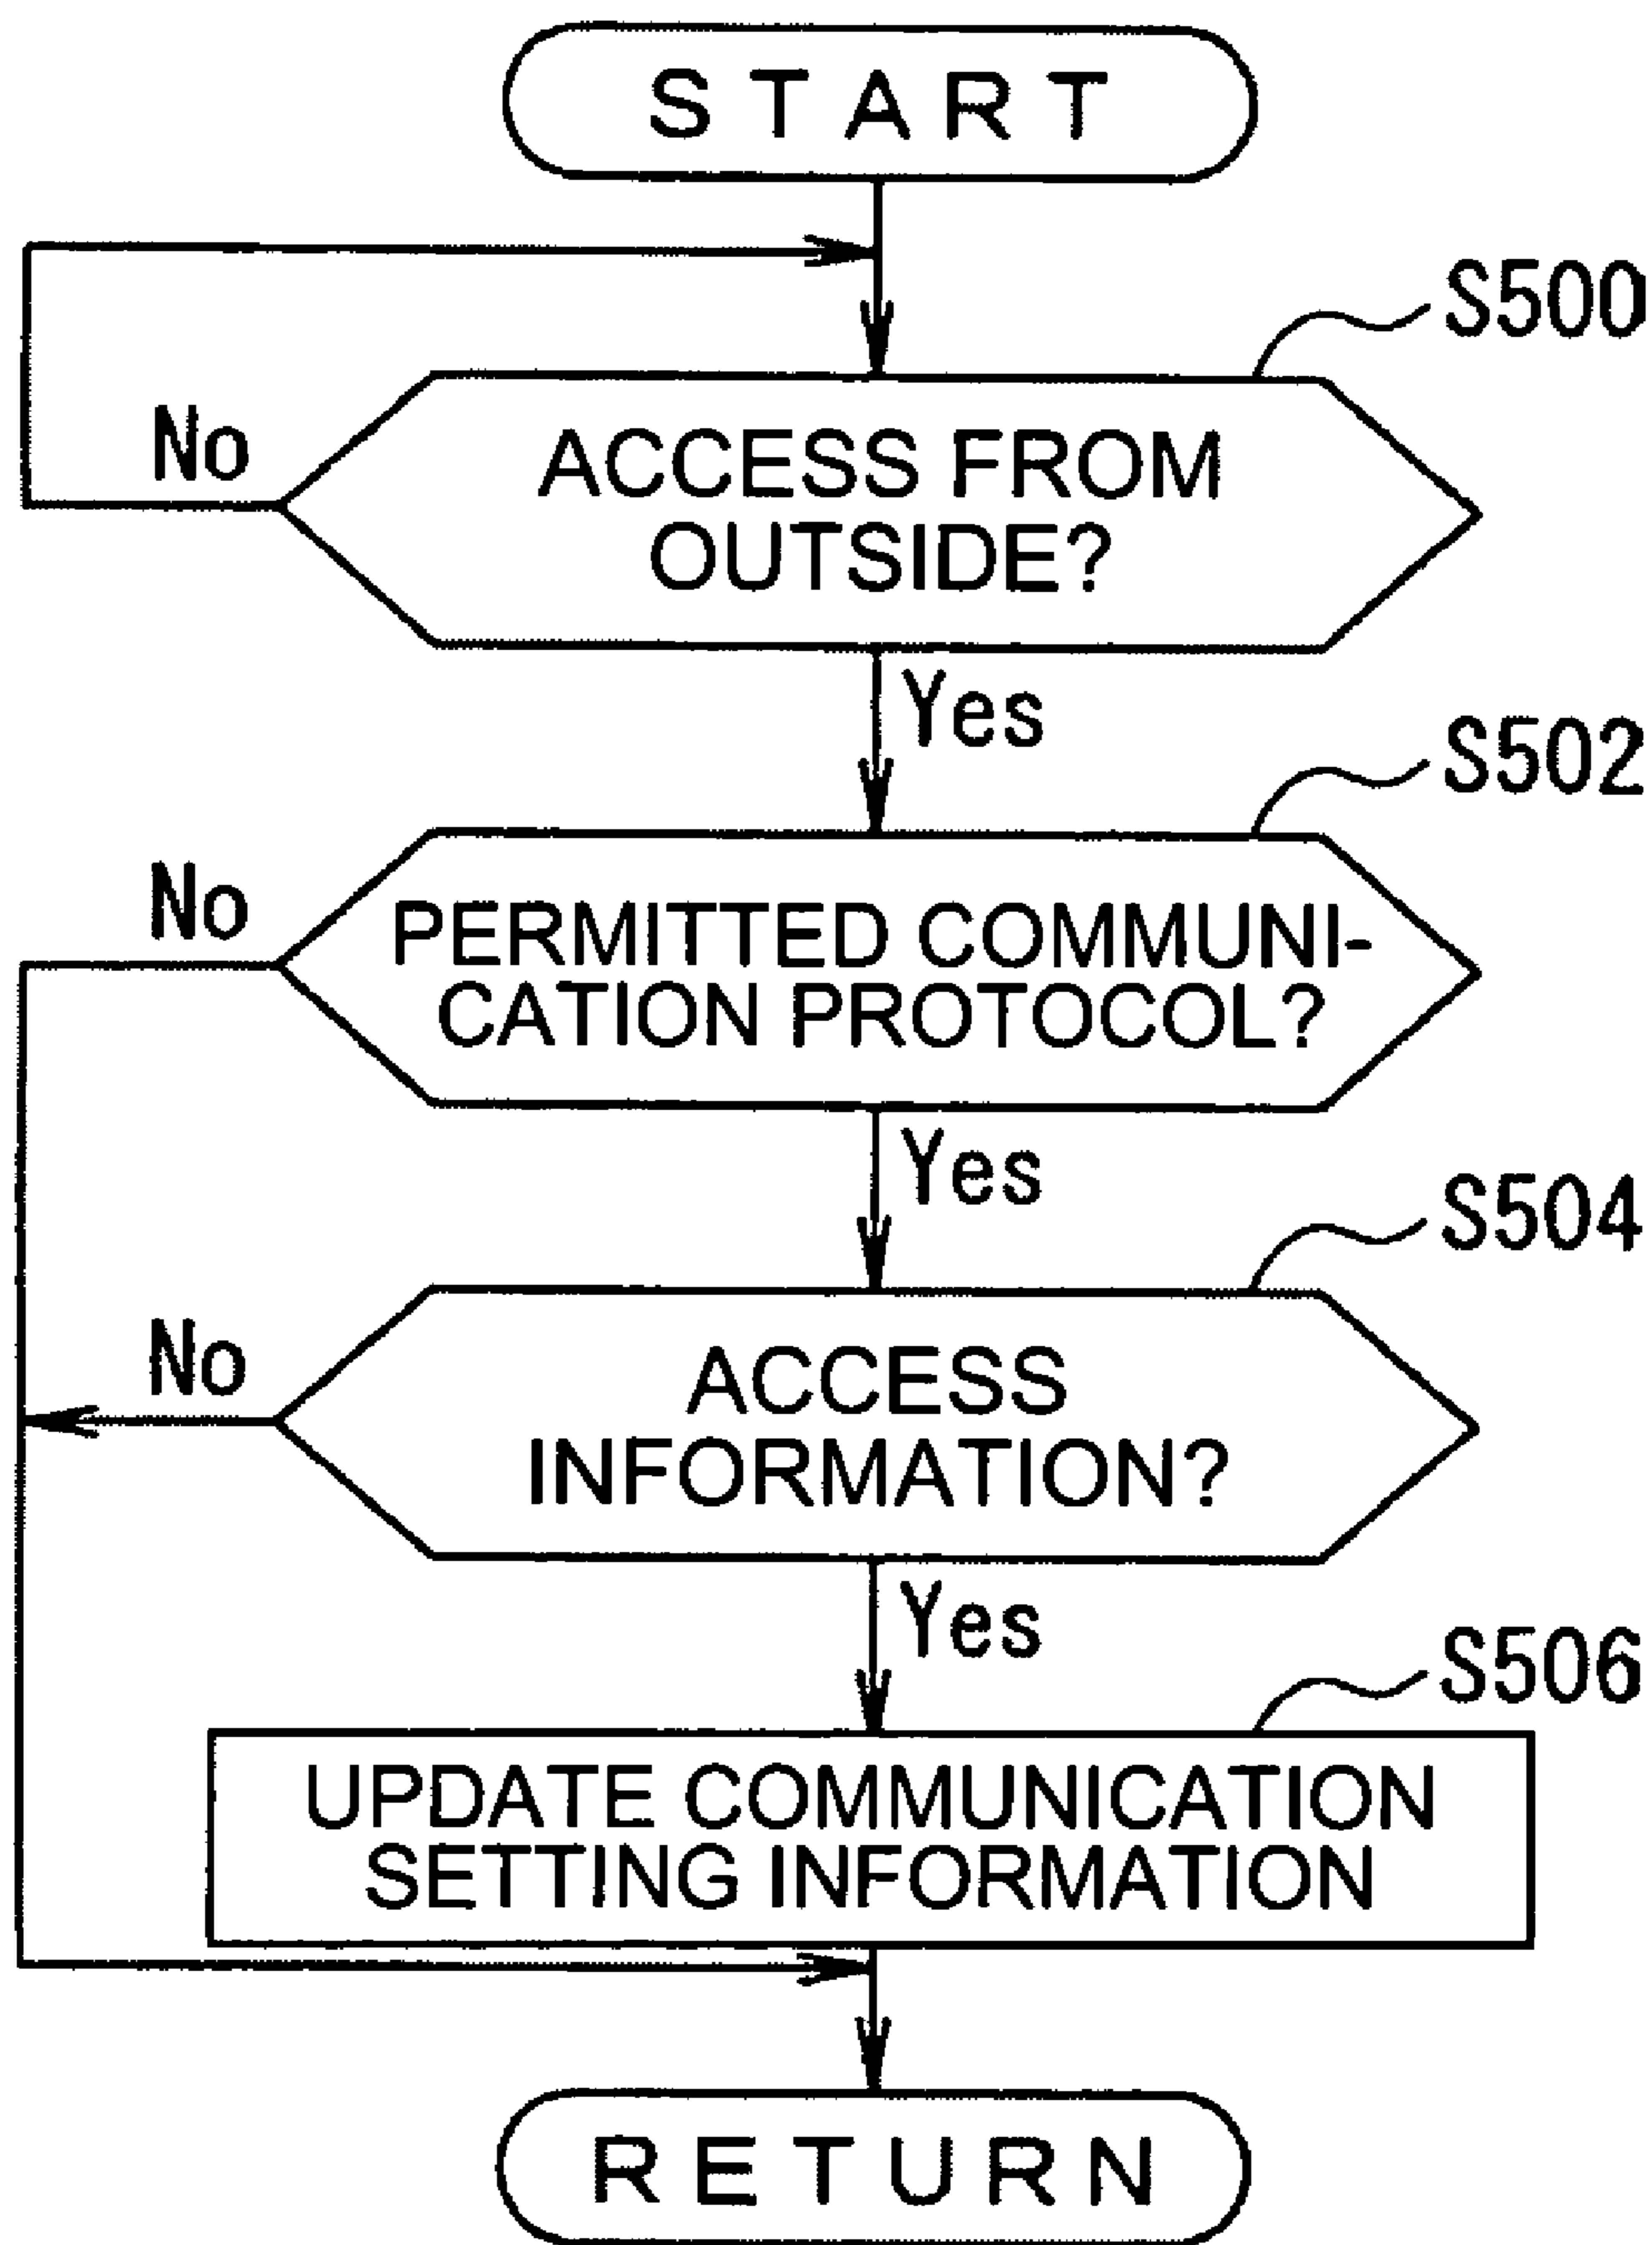 START
S500
No
ACCESS FROM
OUTSIDE?
Yes
S502
No
PERMITTED COMMUNI-
CATION PROTOCOL?
Yes
S504
No
ACCESS
INFORMATION?
Yes
S506
UPDATE COMMUNICATION
SETTING INFORMATION
RETURN